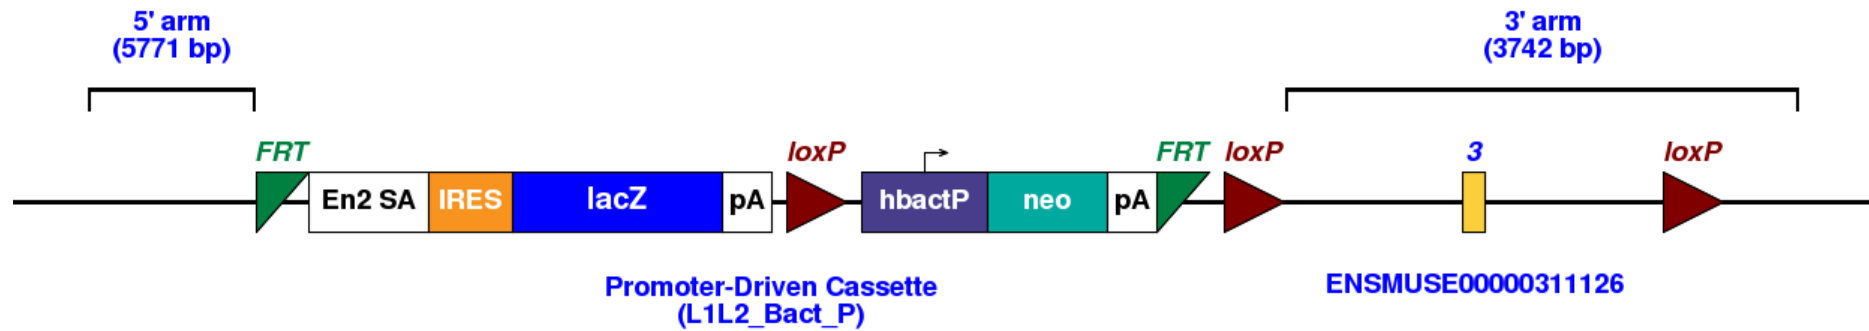 5' arm
(5771 bp)
3' arm
(3742 bp)
FRT
loxP
FRT
loxP
3
loxP
En2 SA
IRES
lacZ
pA
hbactP
neo
pA
Promoter-Driven Cassette
(L1L2_Bact_P)
ENSMUSE00000311126